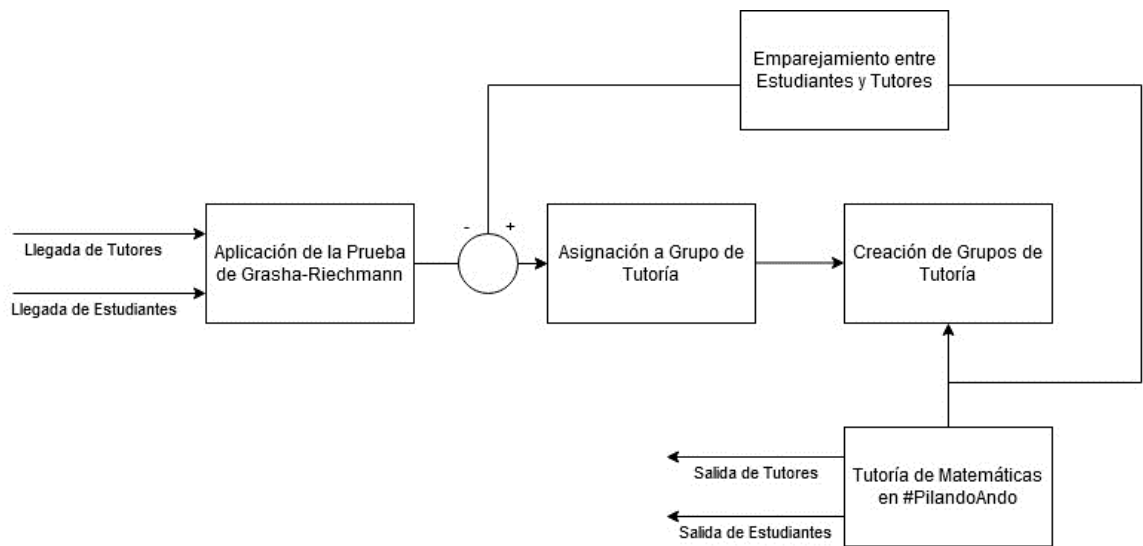 Emparejamiento entre
Estudiantes y Tutores
- +
Llegada de Tutores
Llegada de Estudiantes
Aplicación de la Prueba
de Grasha-Riechmann
Asignación a Grupo de
Tutoría
Creación de Grupos de
Tutoría
Salida de Tutores
Salida de Estudiantes
Tutoría de Matemáticas
en #PilandoAndo